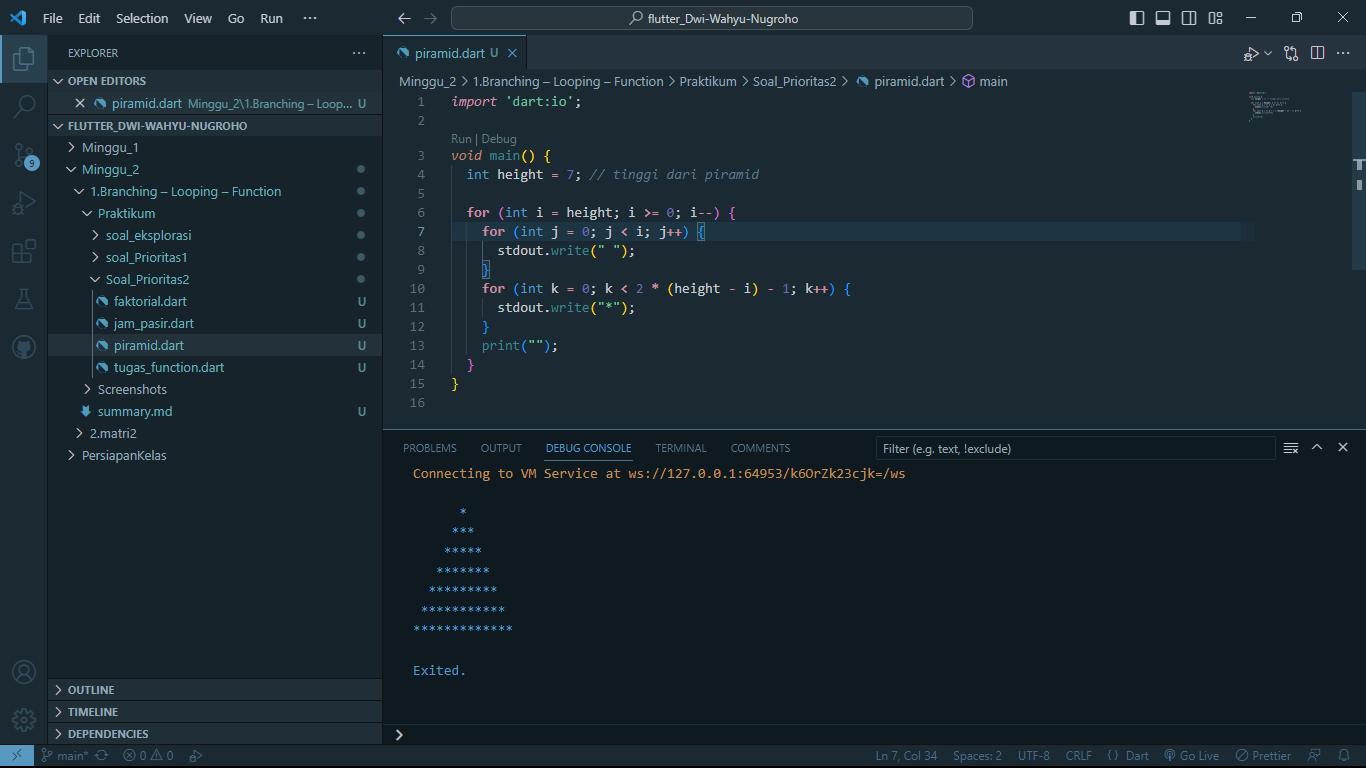 File Edit Selection View Go Run ···
flutter_Dwi-Wahyu-Nugroho
EXPLORER
OPEN EDITORS
piramid.dart Minggu_2\1.Branching – Loop... U
FLUTTER_DWI-WAHYU-NUGROHO
Minggu_1
Minggu_2
1.Branching – Looping – Function
Praktikum
soal_eksplorasi
soal_Prioritas1
Soal_Prioritas2
faktorial.dart U
jam_pasir.dart U
piramid.dart U
tugas_function.dart U
Screenshots
summary.md U
2.matri2
PersiapanKelas
OUTLINE
TIMELINE
DEPENDENCIES
9
piramid.dart U
Minggu_2 > 1.Branching – Looping – Function > Praktikum > Soal_Prioritas2 > piramid.dart > main
1 import 'dart:io';
2
Run | Debug
3 void main() {
4 int height = 7; // tinggi dari piramid
5
6 for (int i = height; i >= 0; i--) {
7 for (int j = 0; j < i; j++) {
8 stdout.write(" ");
9 }
10 for (int k = 0; k < 2 * (height - i) - 1; k++) {
11 stdout.write("*");
12 }
13 print("");
14 }
15 }
16
PROBLEMS OUTPUT DEBUG CONSOLE TERMINAL COMMENTS
Filter (e.g. text, !exclude)
Connecting to VM Service at ws://127.0.0.1:64953/k6OrZk23cjk=/ws
*
***
*****
*******
*********
***********
*************
Exited.
main* 0 0
Ln 7, Col 34 Spaces: 2 UTF-8 CRLF { } Dart Go Live Prettier